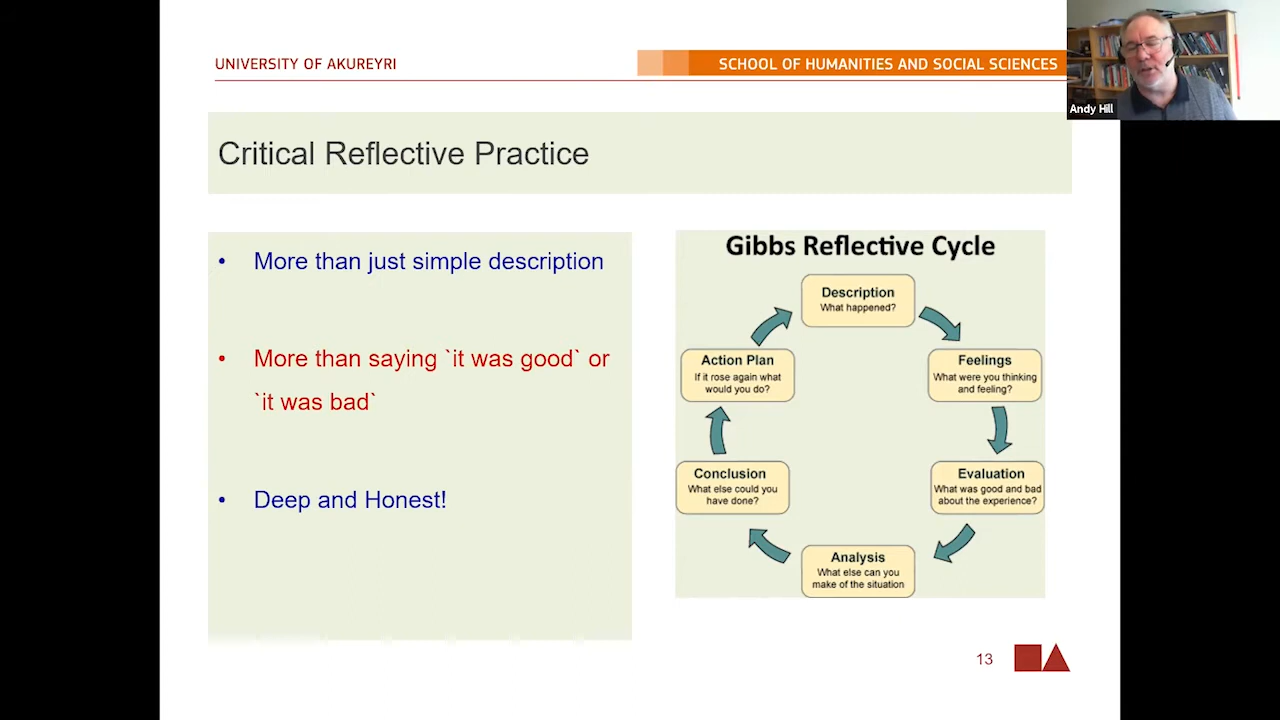 UNIVERSITY OF AKUREYRI
SCHOOL OF HUMANITIES AND SOCIAL SCIENCES
Andy Hill
Critical Reflective Practice
• More than just simple description
• More than saying `it was good` or
`it was bad`
• Deep and Honest!
Gibbs Reflective Cycle
Description
What happened?
Feelings
What were you thinking
and feeling?
Evaluation
What was good and bad
about the experience?
Analysis
What else can you
make of the situation
Conclusion
What else could you
have done?
Action Plan
If it rose again what
would you do?
13